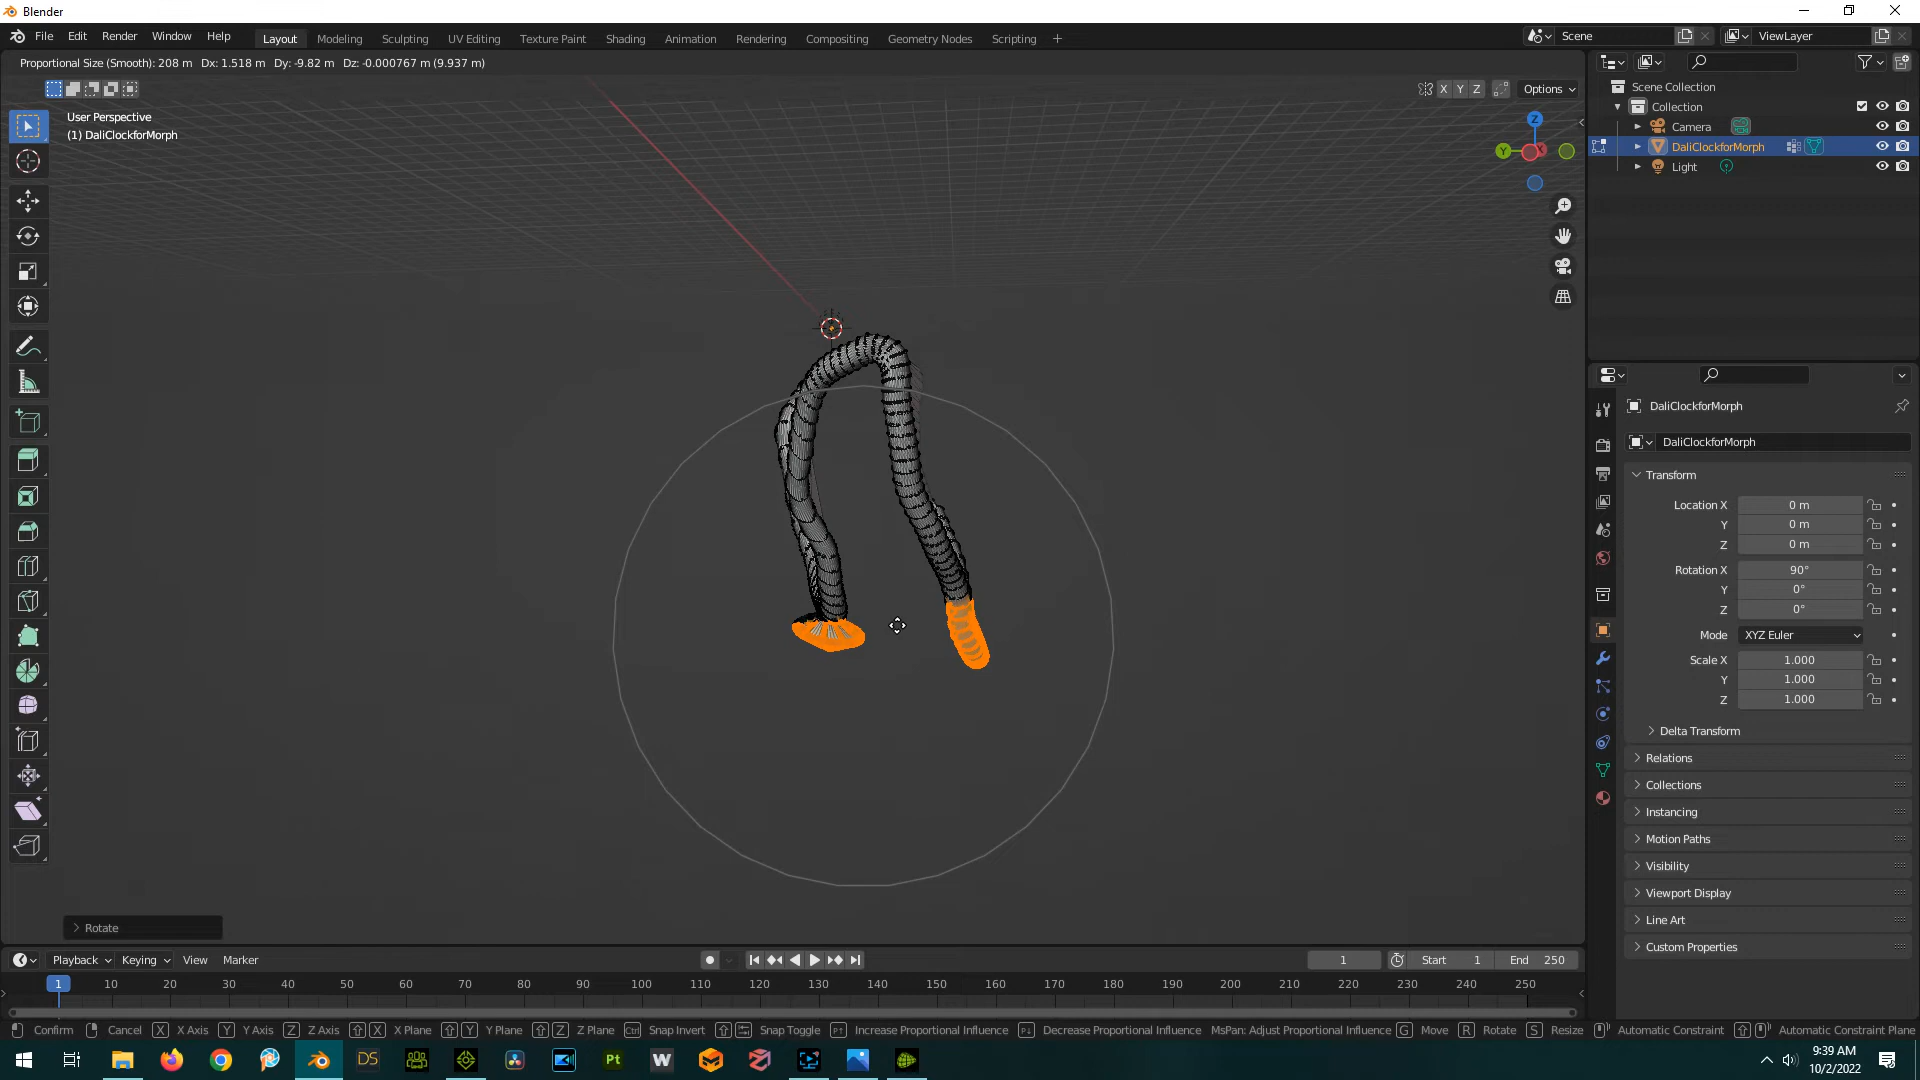 Blender
File Edit Render Window Help Layout Modeling Sculpting UV Editing Texture Paint Shading Animation Rendering Compositing Geometry Nodes Scripting + Scene ViewLayer
Proportional Size (Smooth): 208 m Dx: 1.518 m Dy: -9.82 m Dz: -0.000767 m (9.937 m)
X Y Z Options
User Perspective
(1) DaliClockforMorph
Z
Y X
Scene Collection
Collection
Camera
DaliClockforMorph
Light
DaliClockforMorph
DaliClockforMorph
Transform
Location X 0 m
Y 0 m
Z 0 m
Rotation X 90°
Y 0°
Z 0°
Mode XYZ Euler
Scale X 1.000
Y 1.000
Z 1.000
Delta Transform
Relations
Collections
Instancing
Motion Paths
Visibility
Viewport Display
Line Art
Custom Properties
Rotate
Playback Keying View Marker 1 Start 1 End 250
1 10 20 30 40 50 60 70 80 90 100 110 120 130 140 150 160 170 180 190 200 210 220 230 240 250
Confirm Cancel X X Axis Y Y Axis Z Z Axis X X Plane Y Y Plane Z Z Plane Ctrl Snap Invert Snap Toggle Increase Proportional Influence Decrease Proportional Influence MsPan: Adjust Proportional Influence G Move R Rotate S Resize Automatic Constraint Automatic Constraint Plane
DS Pt W
9:39 AM
10/2/2022